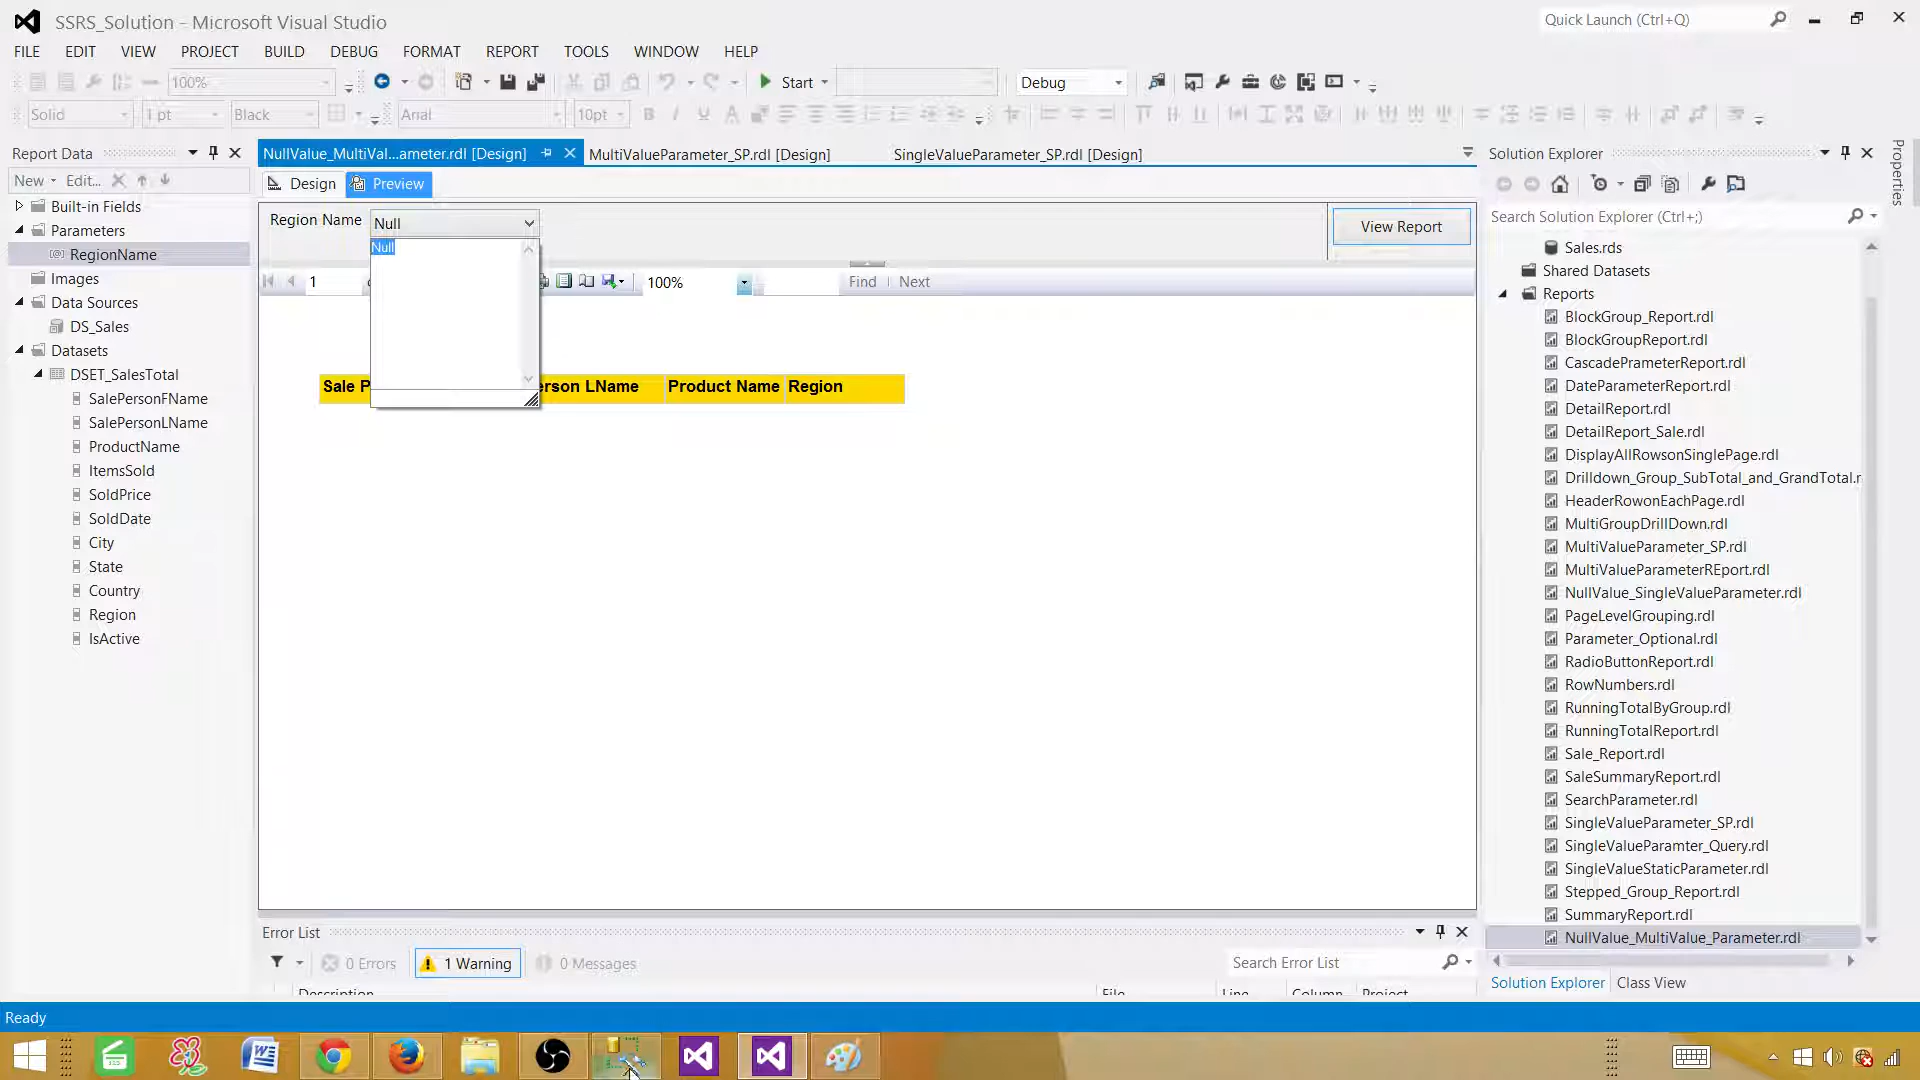 SSRS_Solution - Microsoft Visual Studio
Quick Launch (Ctrl+Q)
FILE EDIT VIEW PROJECT BUILD DEBUG FORMAT REPORT TOOLS WINDOW HELP
100%
Start
Debug
Solid
1 pt
Black
Arial
10pt
B I U A
Report Data
New Edit...
Built-in Fields
Parameters
RegionName
Images
Data Sources
DS_Sales
Datasets
DSET_SalesTotal
SalePersonFName
SalePersonLName
ProductName
ItemsSold
SoldPrice
SoldDate
City
State
Country
Region
IsActive
NullValue_MultiVal...ameter.rdl [Design]
MultiValueParameter_SP.rdl [Design]
SingleValueParameter_SP.rdl [Design]
Design
Preview
Region Name
Null
Null
View Report
1
100%
Find Next
Sale P
erson LName
Product Name
Region
Error List
0 Errors
1 Warning
0 Messages
Search Error List
Description File Line Column Project
Solution Explorer
Search Solution Explorer (Ctrl+;)
Sales.rds
Shared Datasets
Reports
BlockGroup_Report.rdl
BlockGroupReport.rdl
CascadePrameterReport.rdl
DateParameterReport.rdl
DetailReport.rdl
DetailReport_Sale.rdl
DisplayAllRowsonSinglePage.rdl
Drilldown_Group_SubTotal_and_GrandTotal.r
HeaderRowonEachPage.rdl
MultiGroupDrillDown.rdl
MultiValueParameter_SP.rdl
MultiValueParameterREport.rdl
NullValue_SingleValueParameter.rdl
PageLevelGrouping.rdl
Parameter_Optional.rdl
RadioButtonReport.rdl
RowNumbers.rdl
RunningTotalByGroup.rdl
RunningTotalReport.rdl
Sale_Report.rdl
SaleSummaryReport.rdl
SearchParameter.rdl
SingleValueParameter_SP.rdl
SingleValueParamter_Query.rdl
SingleValueStaticParameter.rdl
Stepped_Group_Report.rdl
SummaryReport.rdl
NullValue_MultiValue_Parameter.rdl
Solution Explorer Class View
Properties
Ready